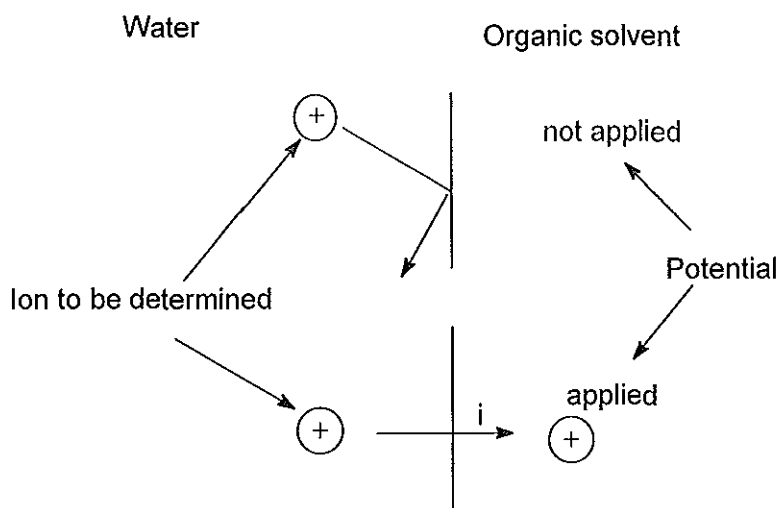 Water
Organic solvent
+
not applied
Ion to be determined
Potential
applied
+
i
+